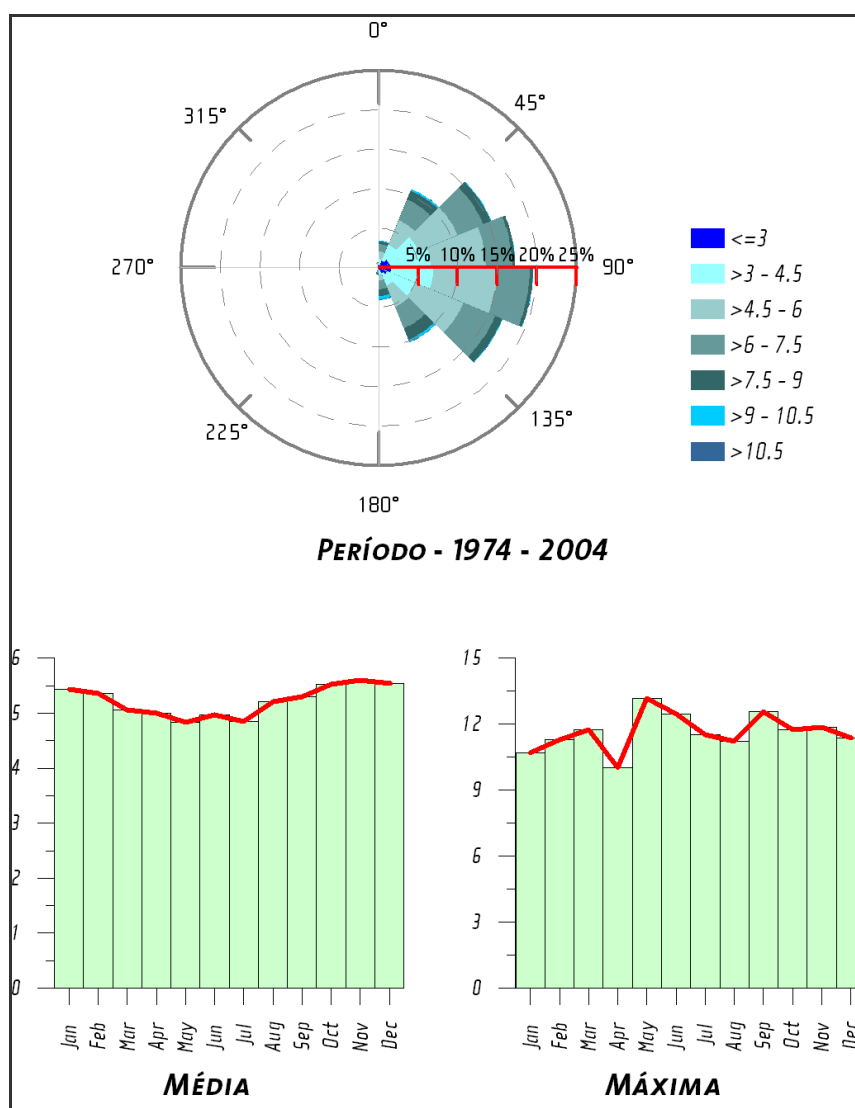 0°
315° 45°
5% 10% 15% 20% 25%
270° 90°
225° 135°
180°
<=3
>3 - 4.5
>4.5 - 6
>6 - 7.5
>7.5 - 9
>9 - 10.5
>10.5
PERÍODO - 1974 - 2004
6
5
4
3
2
1
0
Jan Feb Mar Apr May Jun Jul Aug Sep Oct Nov Dec
MÉDIA
15
12
9
6
3
0
Jan Feb Mar Apr May Jun Jul Aug Sep Oct Nov Dec
MÁXIMA